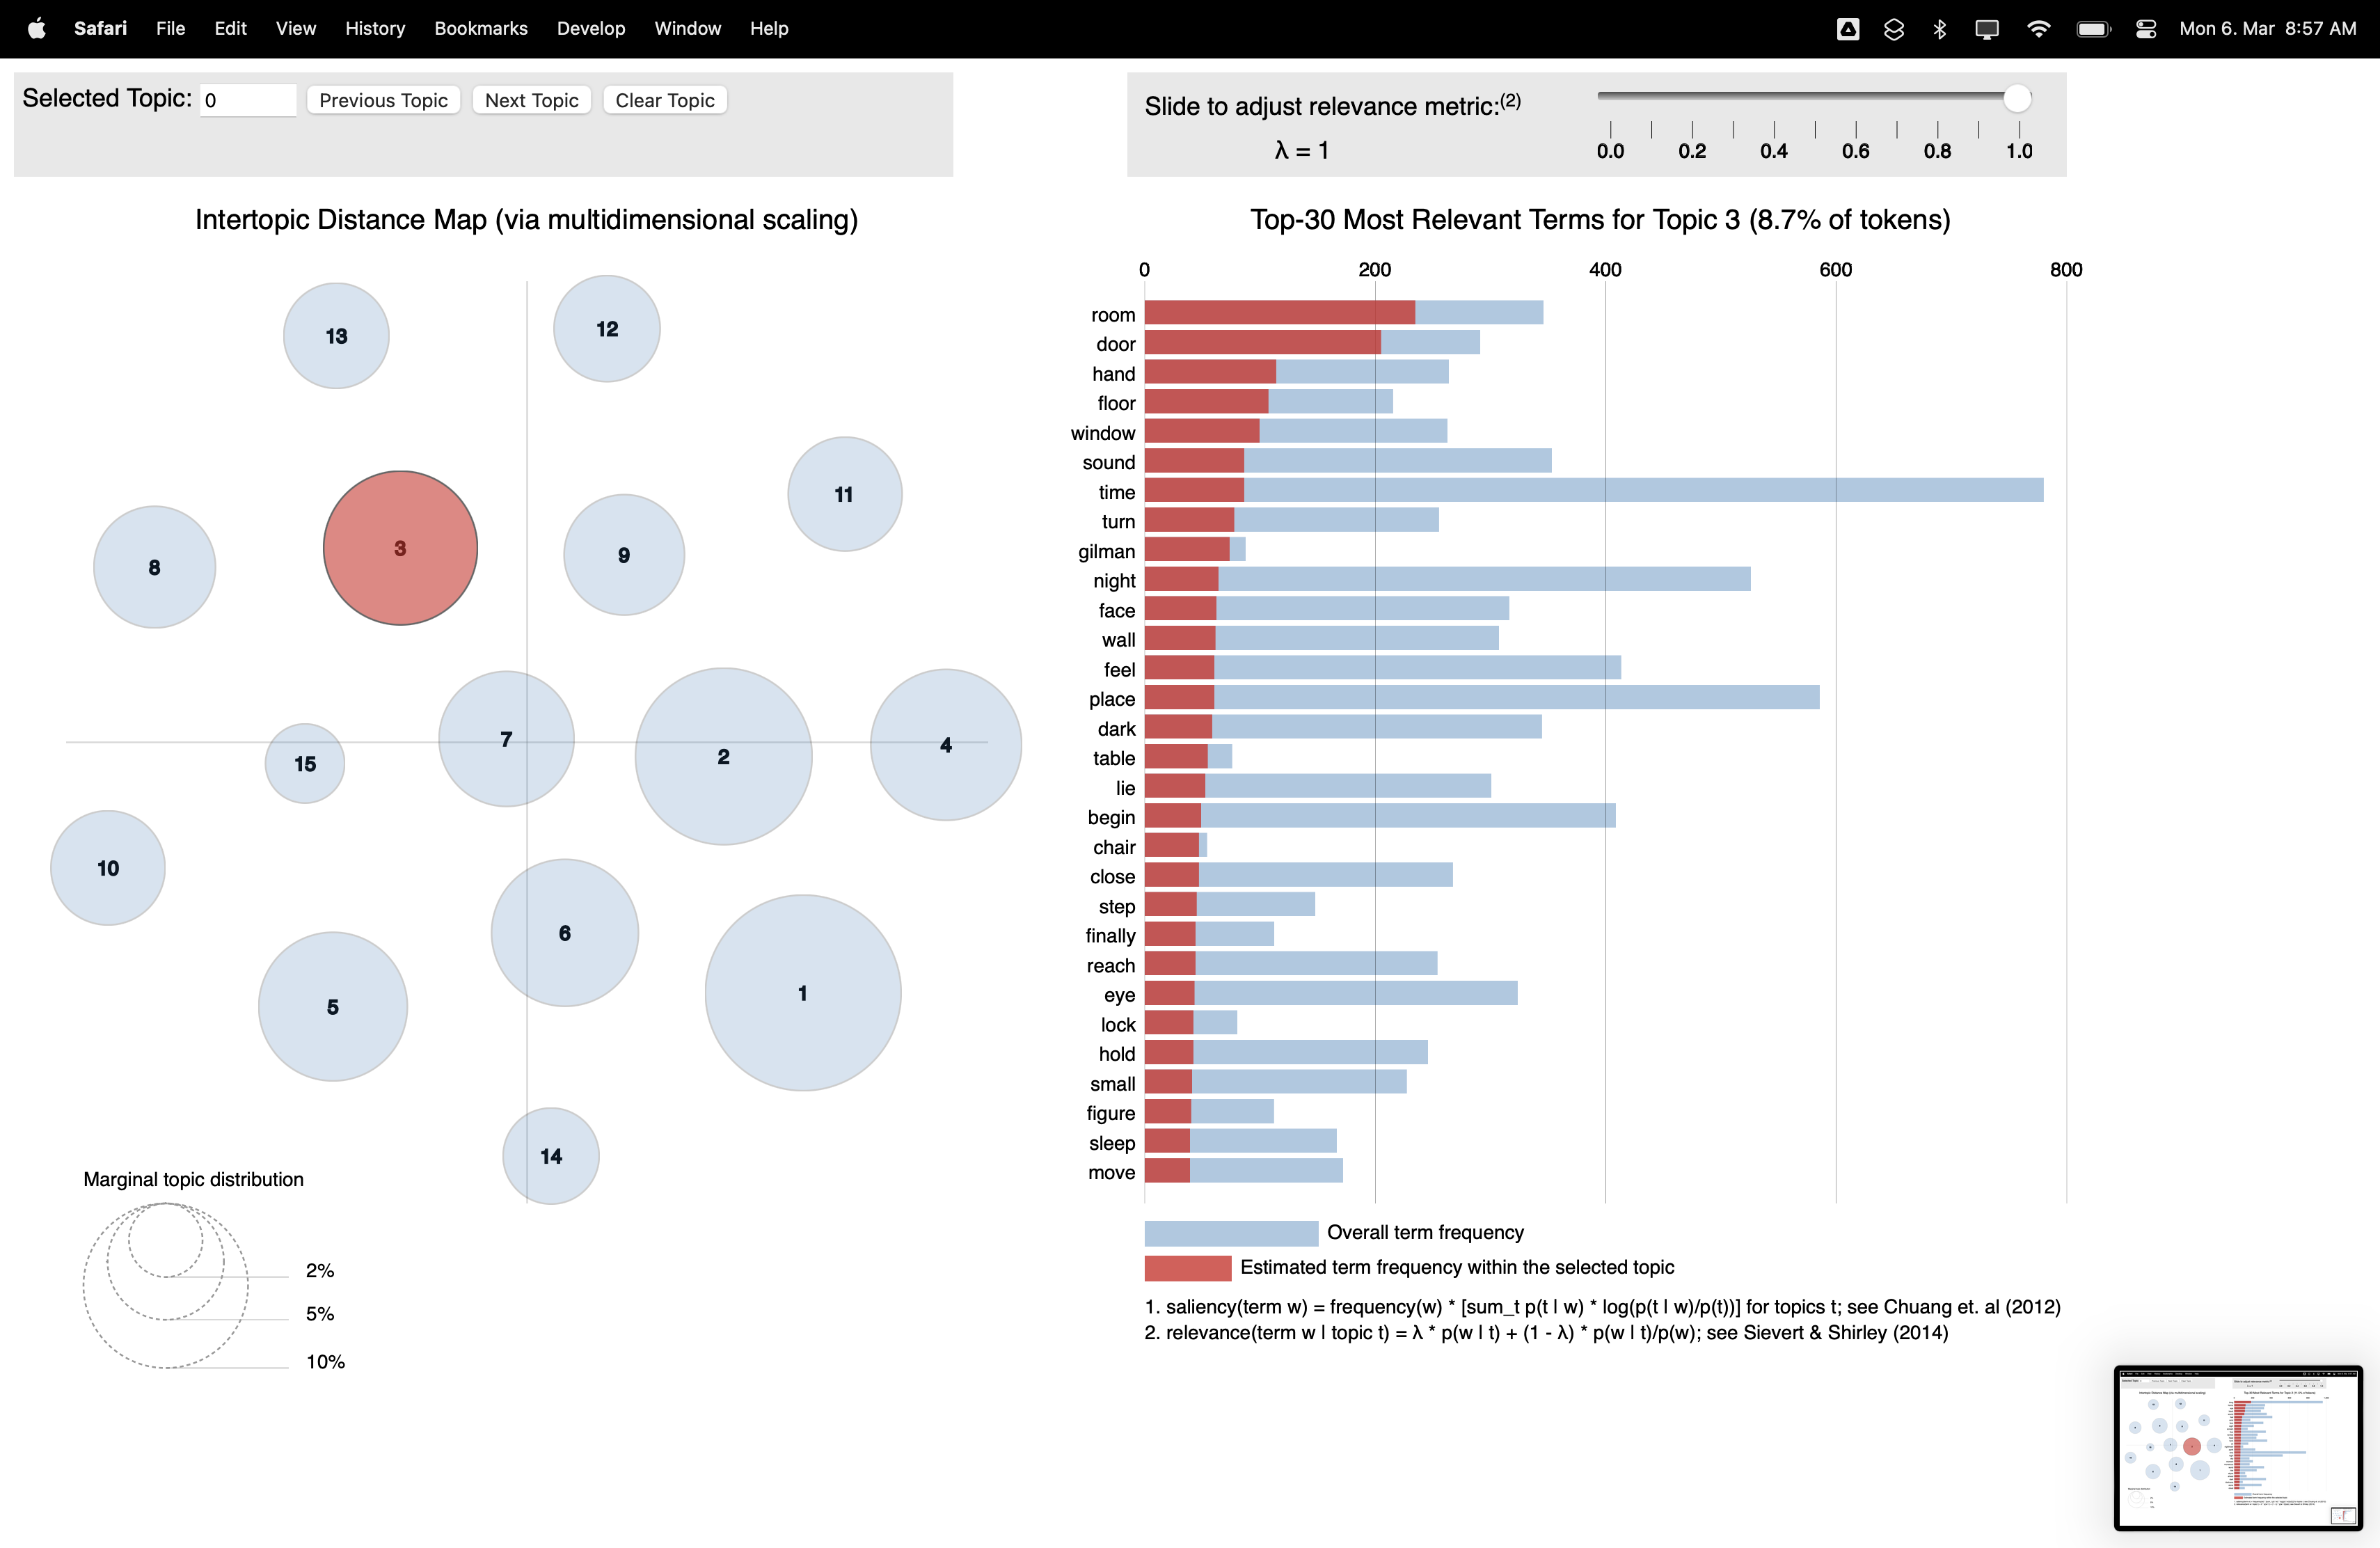 Safari File Edit View History Bookmarks Develop Window Help Mon 6. Mar 8:57 AM
Selected Topic: 0 Previous Topic Next Topic Clear Topic
Slide to adjust relevance metric:(2)
λ = 1
0.0 0.2 0.4 0.6 0.8 1.0
Intertopic Distance Map (via multidimensional scaling)
13
12
11
3
9
8
7
4
2
15
10
6
1
5
14
Marginal topic distribution
2%
5%
10%
Top-30 Most Relevant Terms for Topic 3 (8.7% of tokens)
0 200 400 600 800
room
door
hand
floor
window
sound
time
turn
gilman
night
face
wall
feel
place
dark
table
lie
begin
chair
close
step
finally
reach
eye
lock
hold
small
figure
sleep
move
Overall term frequency
Estimated term frequency within the selected topic
1. saliency(term w) = frequency(w) * [sum_t p(t | w) * log(p(t | w)/p(t))] for topics t; see Chuang et. al (2012)
2. relevance(term w | topic t) = λ * p(w | t) + (1 - λ) * p(w | t)/p(w); see Sievert & Shirley (2014)